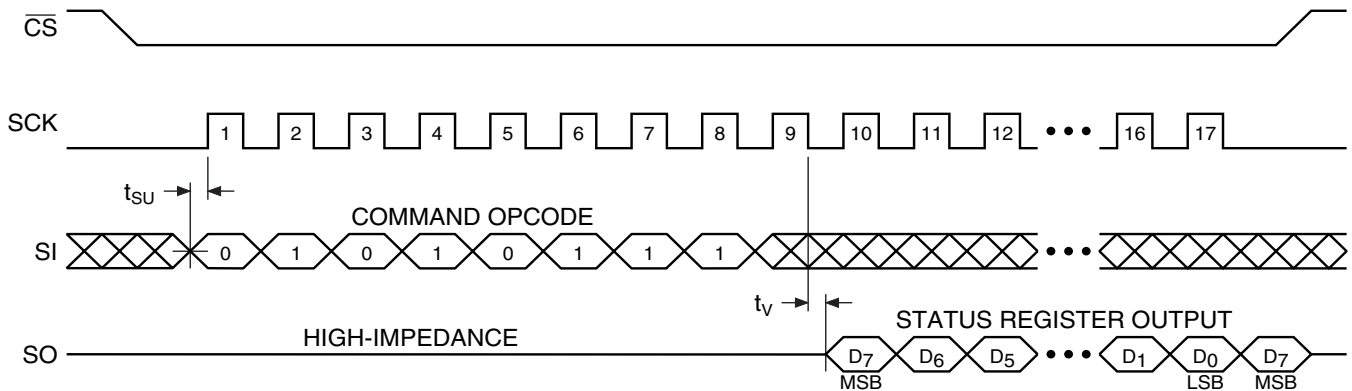 CS
SCK 1 2 3 4 5 6 7 8 9 10 11 12 ••• 16 17
tSU
COMMAND OPCODE
SI 0 1 0 1 0 1 1 1 •••
tV
HIGH-IMPEDANCE STATUS REGISTER OUTPUT
SO D7 D6 D5 ••• D1 D0 D7
MSB LSB MSB